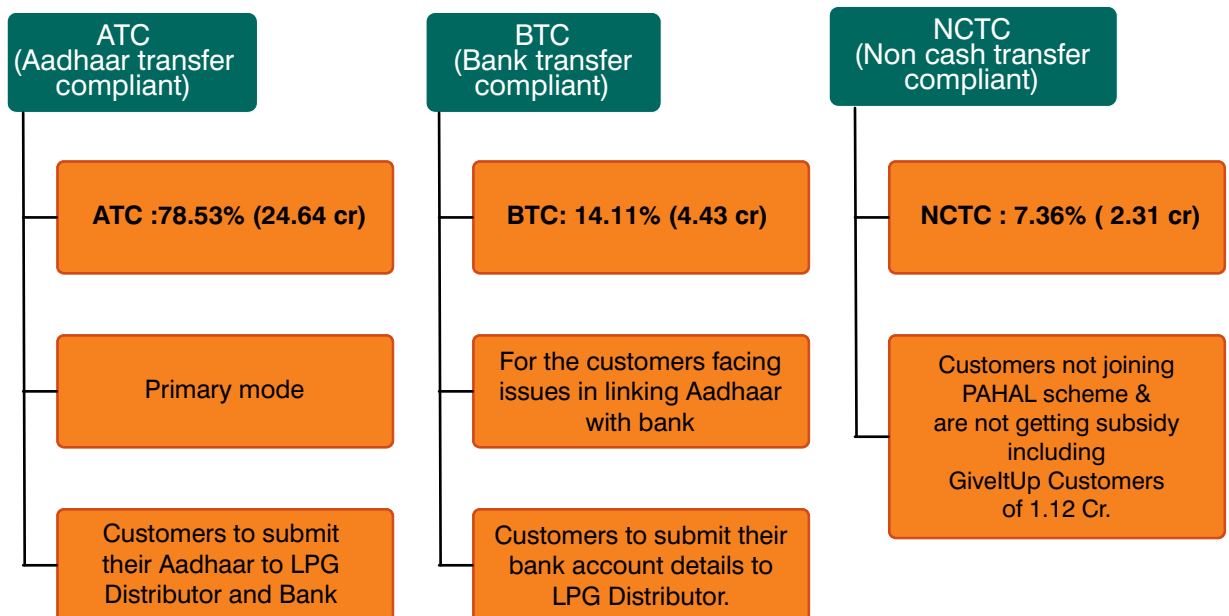 ATC
(Aadhaar transfer
compliant)
ATC :78.53% (24.64 cr)
Primary mode
Customers to submit
their Aadhaar to LPG
Distributor and Bank
BTC
(Bank transfer
compliant)
BTC: 14.11% (4.43 cr)
For the customers facing
issues in linking Aadhaar
with bank
Customers to submit their
bank account details to
LPG Distributor.
NCTC
(Non cash transfer
compliant)
NCTC : 7.36% ( 2.31 cr)
Customers not joining
PAHAL scheme &
are not getting subsidy
including
GiveItUp Customers
of 1.12 Cr.